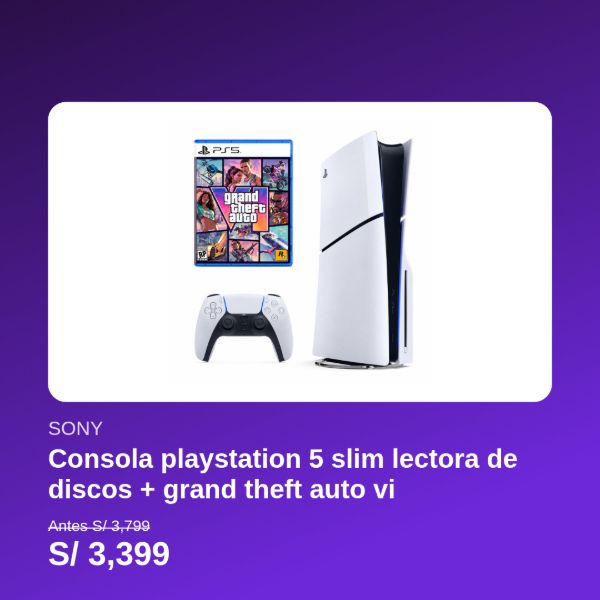 PS5
grand
theft
auto
VI
RP
R
SONY
Consola playstation 5 slim lectora de
discos + grand theft auto vi
Antes S/ 3,799
S/ 3,399